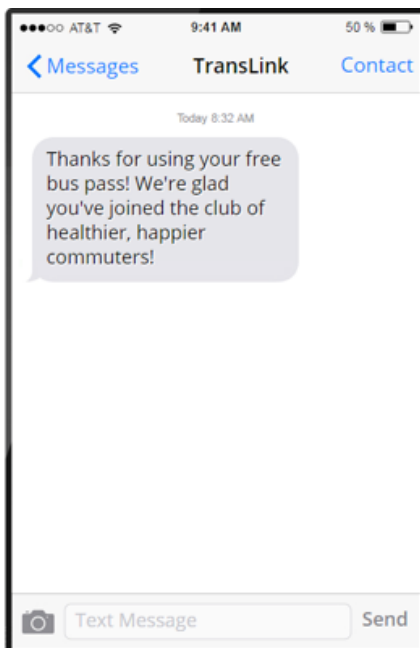 AT&T 9:41 AM 50 %
Messages TransLink Contact
Today 8:32 AM
Thanks for using your free
bus pass! We're glad
you've joined the club of
healthier, happier
commuters!
Text Message Send